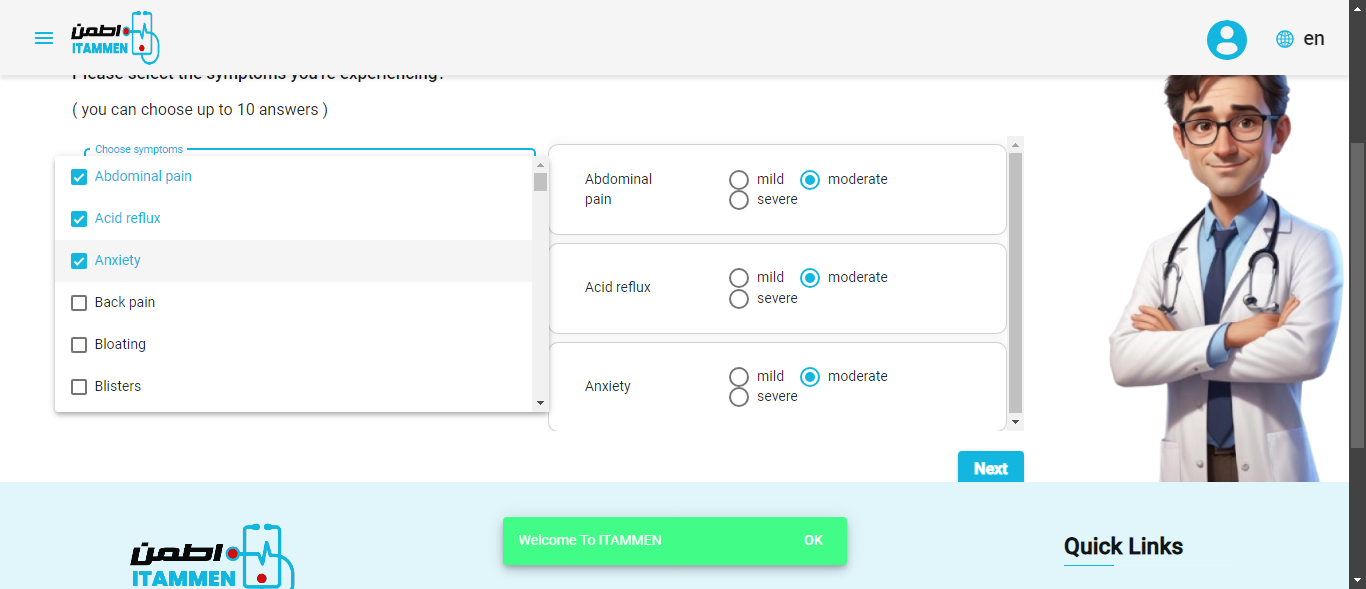 اطمن
ITAMMEN
en
Please select the symptoms you're experiencing?
( you can choose up to 10 answers )
Choose symptoms
Abdominal pain
Acid reflux
Anxiety
Back pain
Bloating
Blisters
Abdominal pain
mild
moderate
severe
Acid reflux
mild
moderate
severe
Anxiety
mild
moderate
severe
Next
اطمن
ITAMMEN
Welcome To ITAMMEN
OK
Quick Links